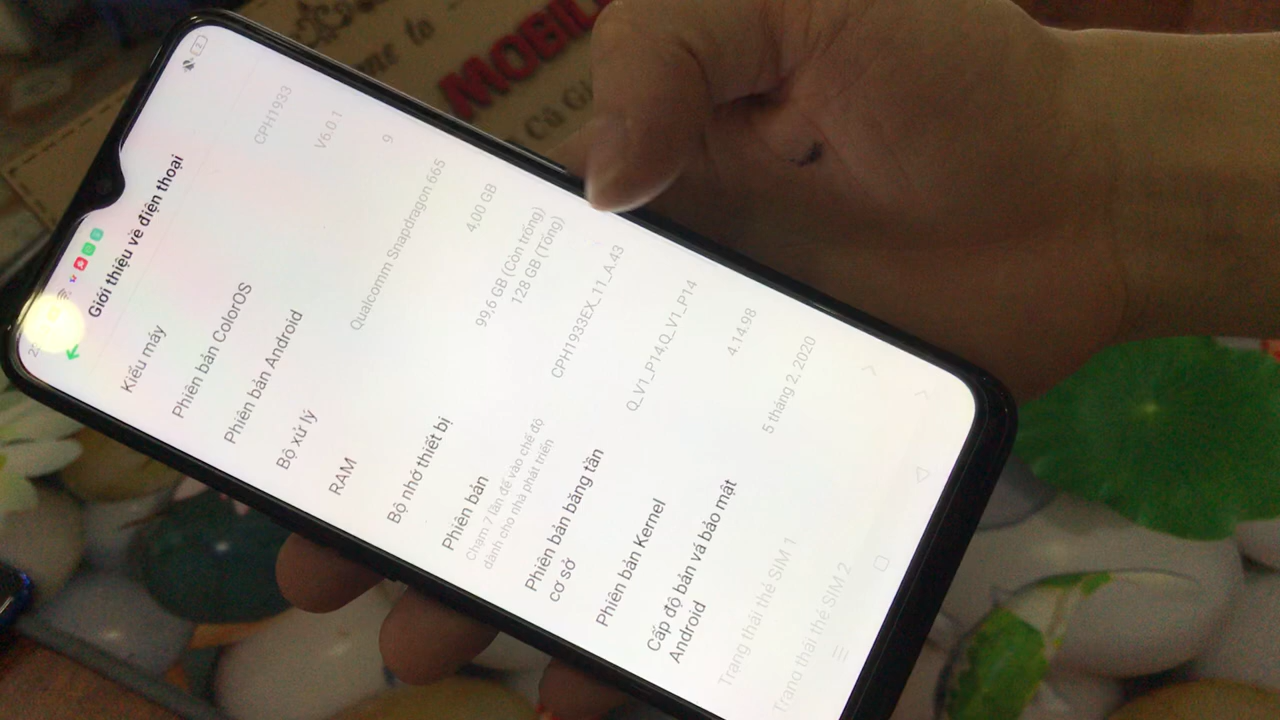 Giới thiệu về điện thoại
Kiểu máy CPH1933
Phiên bản ColorOS V6.0.1
Phiên bản Android 9
Bộ xử lý Qualcomm Snapdragon 665
RAM 4,00 GB
Bộ nhớ thiết bị 99,6 GB (Còn trống)
128 GB (Tổng)
Phiên bản CPH1933EX_11_A.43
Chạm 7 lần để vào chế độ
dành cho nhà phát triển
Phiên bản băng tần Q_V1_P14,Q_V1_P14
cơ sở
Phiên bản Kernel 4.14.98
Cấp độ bản vá bảo mật 5 tháng 2, 2020
Android
Trạng thái thẻ SIM 1
Trạng thái thẻ SIM 2
to
MOBIL
Cũ